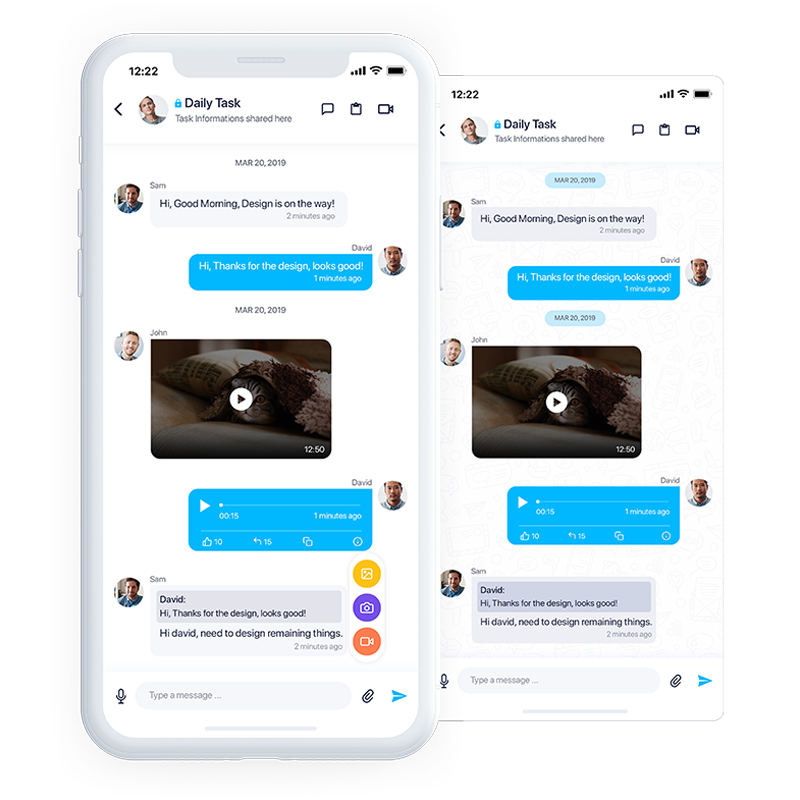 12:22
Daily Task
Task Informations shared here
MAR 20, 2019
Sam
Hi, Good Morning, Design is on the way!
2 minutes ago
David
Hi, Thanks for the design, looks good!
1 minutes ago
MAR 20, 2019
John
12:50
David
00:15
1 minutes ago
10
15
Sam
David:
Hi, Thanks for the design, looks good!
Hi david, need to design remaining things.
2 minutes ago
Type a message ...
12:22
Daily Task
Task Informations shared here
MAR 20, 2019
Sam
Hi, Good Morning, Design is on the way!
2 minutes ago
David
Hi, Thanks for the design, looks good!
1 minutes ago
MAR 20, 2019
John
12:50
David
00:15
1 minutes ago
10
15
Sam
David:
Hi, Thanks for the design, looks good!
Hi david, need to design remaining things.
2 minutes ago
Type a message ...